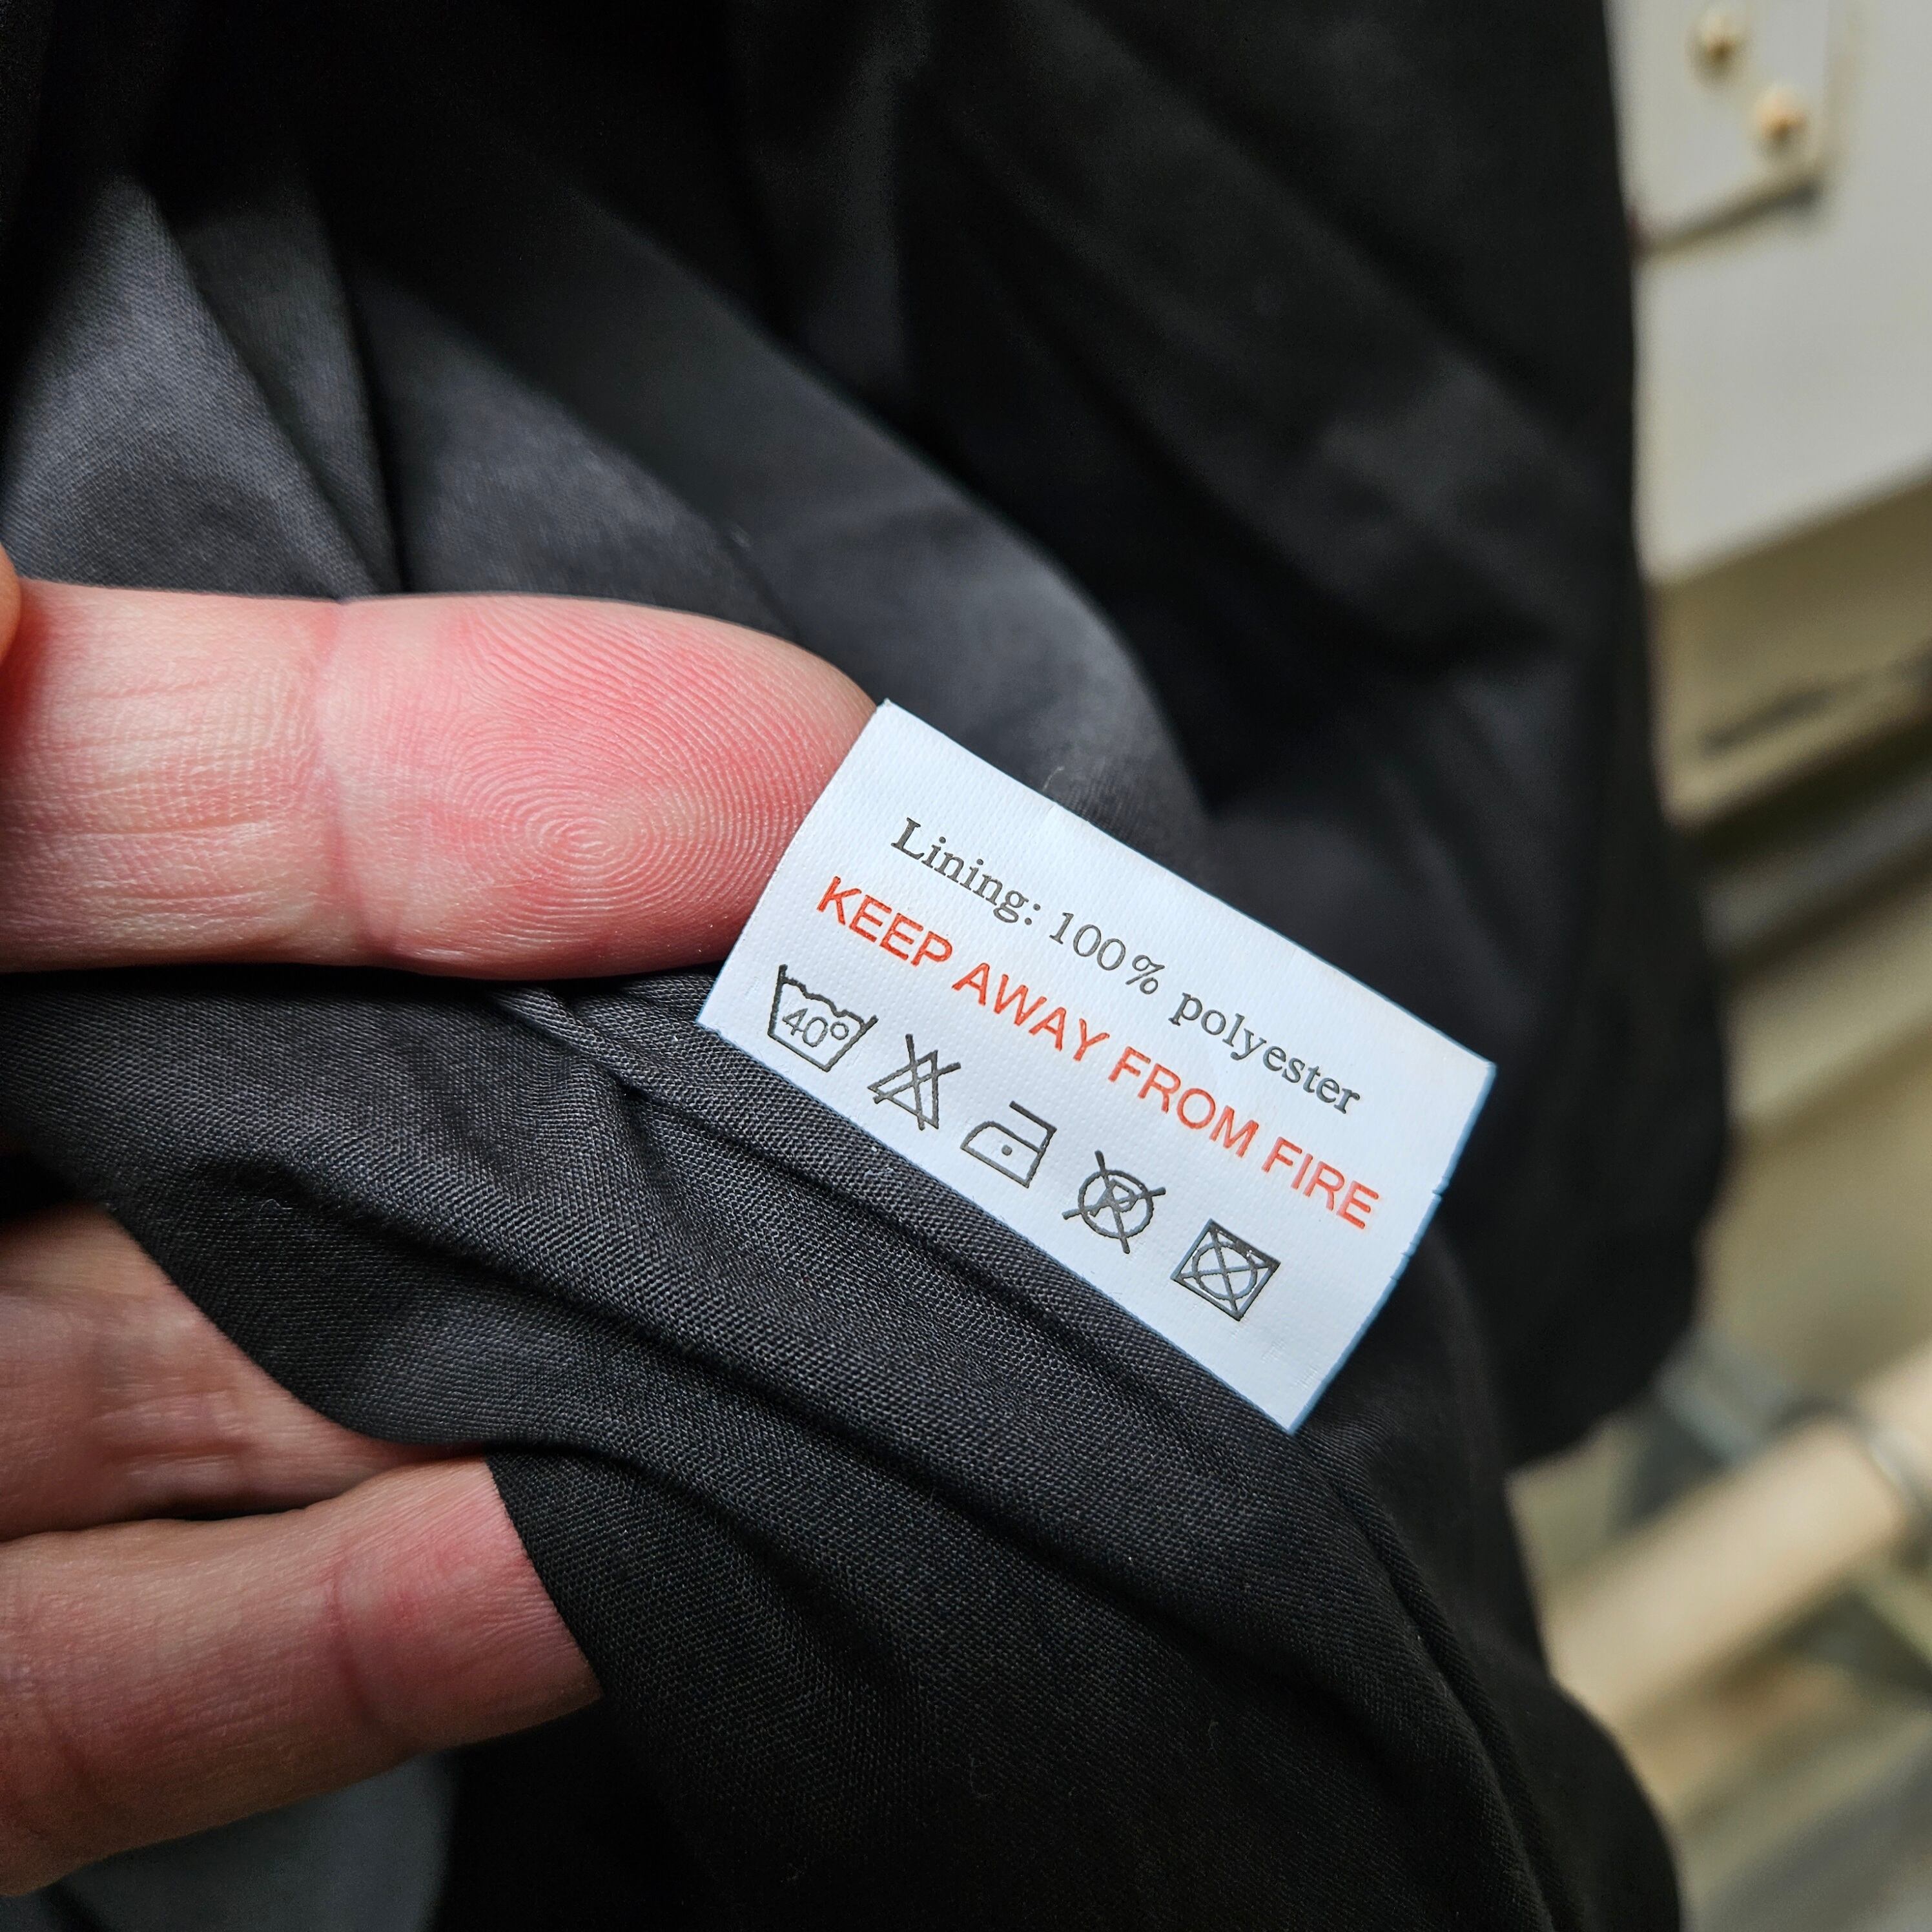 Lining: 100% polyester
KEEP AWAY FROM FIRE
40°
P